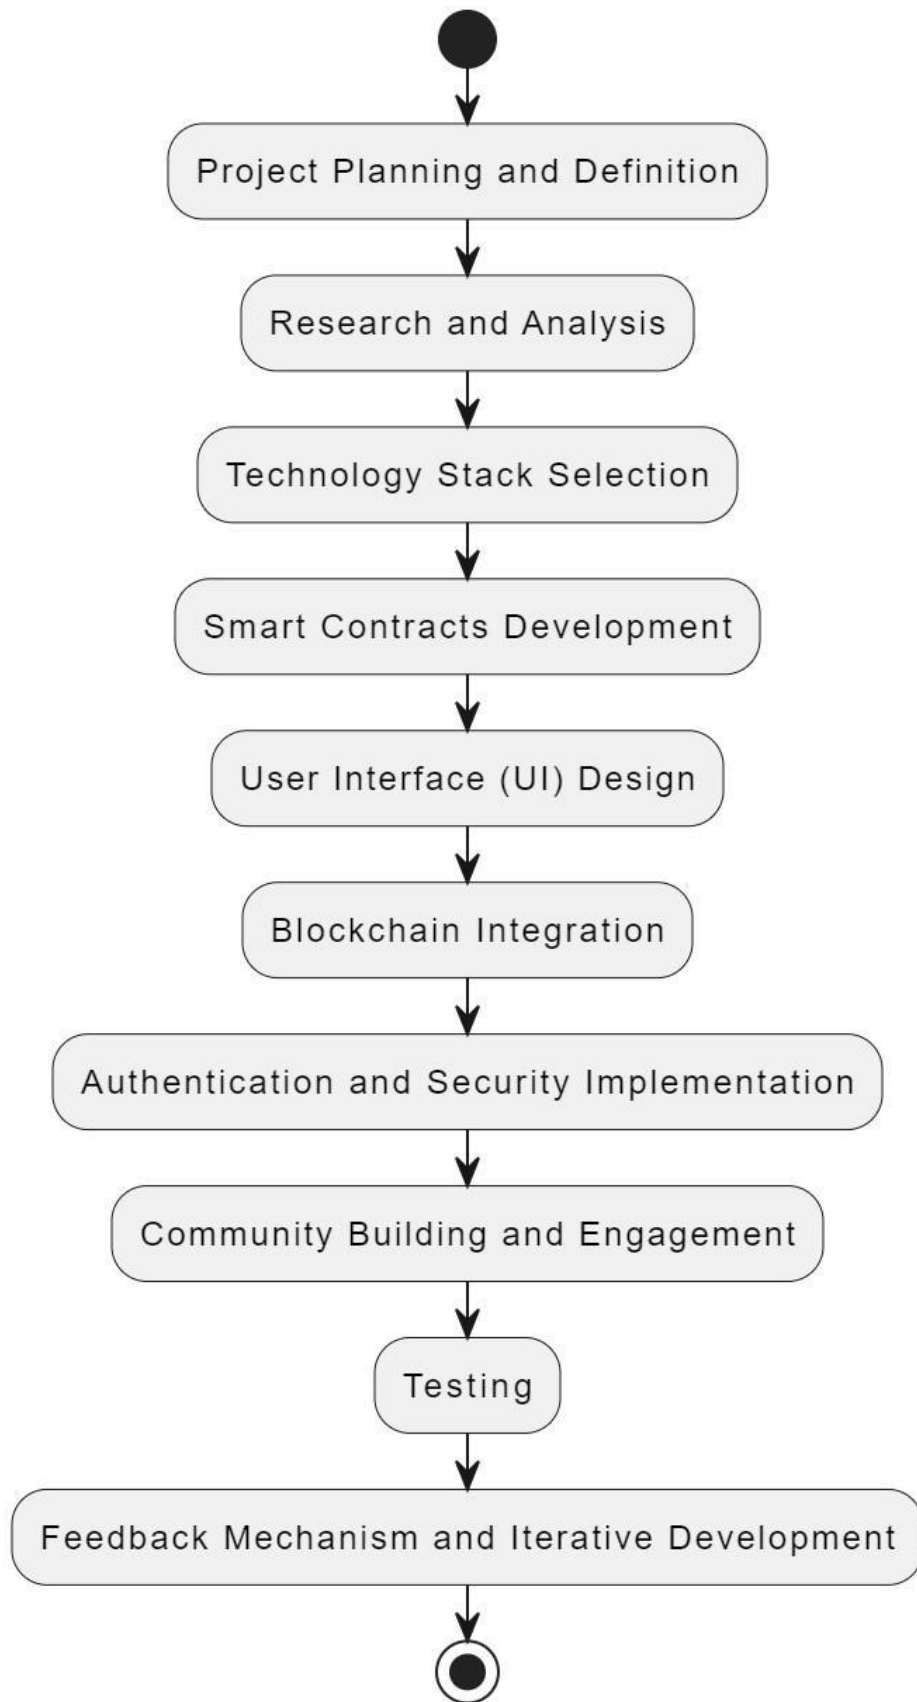 Project Planning and Definition
Research and Analysis
Technology Stack Selection
Smart Contracts Development
User Interface (UI) Design
Blockchain Integration
Authentication and Security Implementation
Community Building and Engagement
Testing
Feedback Mechanism and Iterative Development